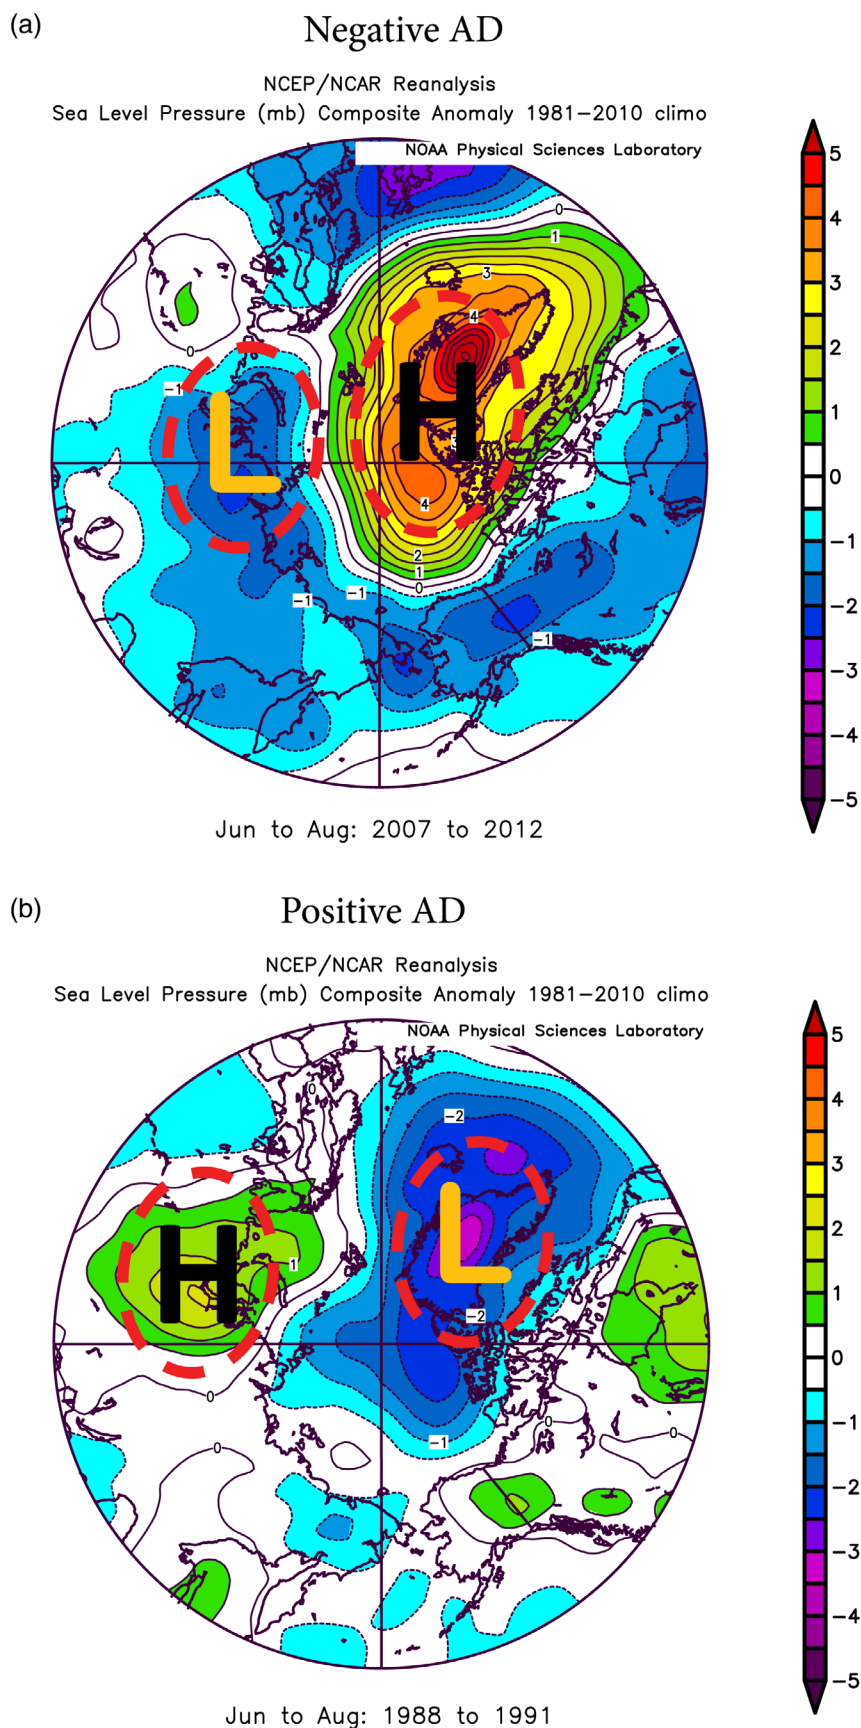 (a)
Negative AD
NCEP/NCAR Reanalysis
Sea Level Pressure (mb) Composite Anomaly 1981−2010 climo
NOAA Physical Sciences Laboratory
0
1
3
4
0
−1
L
H
3
4
2
1
0
−1
−1
−1
5
4
3
2
1
0
−1
−2
−3
−4
−5
Jun to Aug: 2007 to 2012
(b)
Positive AD
NCEP/NCAR Reanalysis
Sea Level Pressure (mb) Composite Anomaly 1981−2010 climo
NOAA Physical Sciences Laboratory
0
−2
L
H
1
−2
0
0
−1
0
0
5
4
3
2
1
0
−1
−2
−3
−4
−5
Jun to Aug: 1988 to 1991